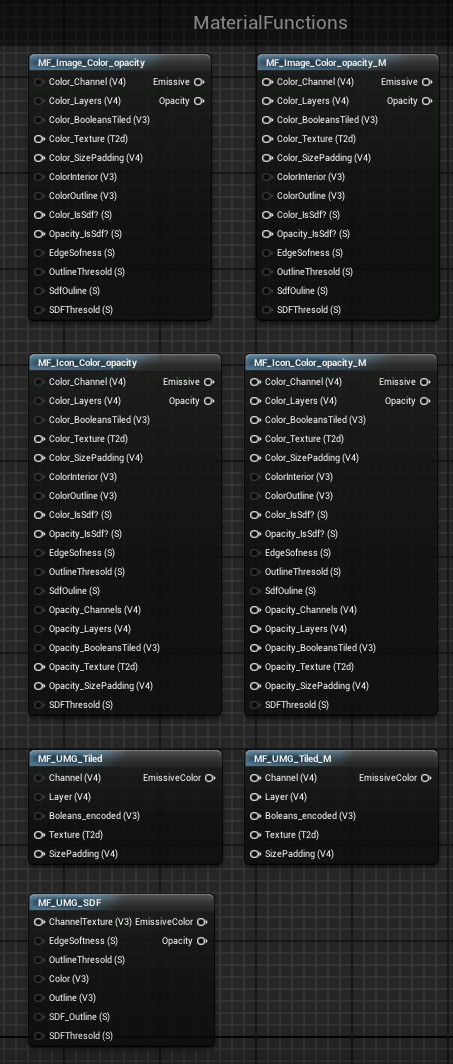 MaterialFunctions
MF_Image_Color_opacity
Color_Channel (V4) Emissive
Color_Layers (V4) Opacity
Color_BooleansTiled (V3)
Color_Texture (T2d)
Color_SizePadding (V4)
ColorInterior (V3)
ColorOutline (V3)
Color_IsSdf? (S)
Opacity_IsSdf? (S)
EdgeSofness (S)
OutlineThresold (S)
SdfOuline (S)
SDFThresold (S)
MF_Image_Color_opacity_M
Color_Channel (V4) Emissive
Color_Layers (V4) Opacity
Color_BooleansTiled (V3)
Color_Texture (T2d)
Color_SizePadding (V4)
ColorInterior (V3)
ColorOutline (V3)
Color_IsSdf? (S)
Opacity_IsSdf? (S)
EdgeSofness (S)
OutlineThresold (S)
SdfOuline (S)
SDFThresold (S)
MF_Icon_Color_opacity
Color_Channel (V4) Emissive
Color_Layers (V4) Opacity
Color_BooleansTiled (V3)
Color_Texture (T2d)
Color_SizePadding (V4)
ColorInterior (V3)
ColorOutline (V3)
Color_IsSdf? (S)
Opacity_IsSdf? (S)
EdgeSofness (S)
OutlineThresold (S)
SdfOuline (S)
Opacity_Channels (V4)
Opacity_Layers (V4)
Opacity_BooleansTiled (V3)
Opacity_Texture (T2d)
Opacity_SizePadding (V4)
SDFThresold (S)
MF_Icon_Color_opacity_M
Color_Channel (V4) Emissive
Color_Layers (V4) Opacity
Color_BooleansTiled (V3)
Color_Texture (T2d)
Color_SizePadding (V4)
ColorInterior (V3)
ColorOutline (V3)
Color_IsSdf? (S)
Opacity_IsSdf? (S)
EdgeSofness (S)
OutlineThresold (S)
SdfOuline (S)
Opacity_Channels (V4)
Opacity_Layers (V4)
Opacity_BooleansTiled (V3)
Opacity_Texture (T2d)
Opacity_SizePadding (V4)
SDFThresold (S)
MF_UMG_Tiled
Channel (V4) EmissiveColor
Layer (V4)
Boleans_encoded (V3)
Texture (T2d)
SizePadding (V4)
MF_UMG_Tiled_M
Channel (V4) EmissiveColor
Layer (V4)
Boleans_encoded (V3)
Texture (T2d)
SizePadding (V4)
MF_UMG_SDF
ChannelTexture (V3) EmissiveColor
EdgeSoftness (S) Opacity
OutlineThresold (S)
Color (V3)
Outline (V3)
SDF_Outline (S)
SDFThresold (S)